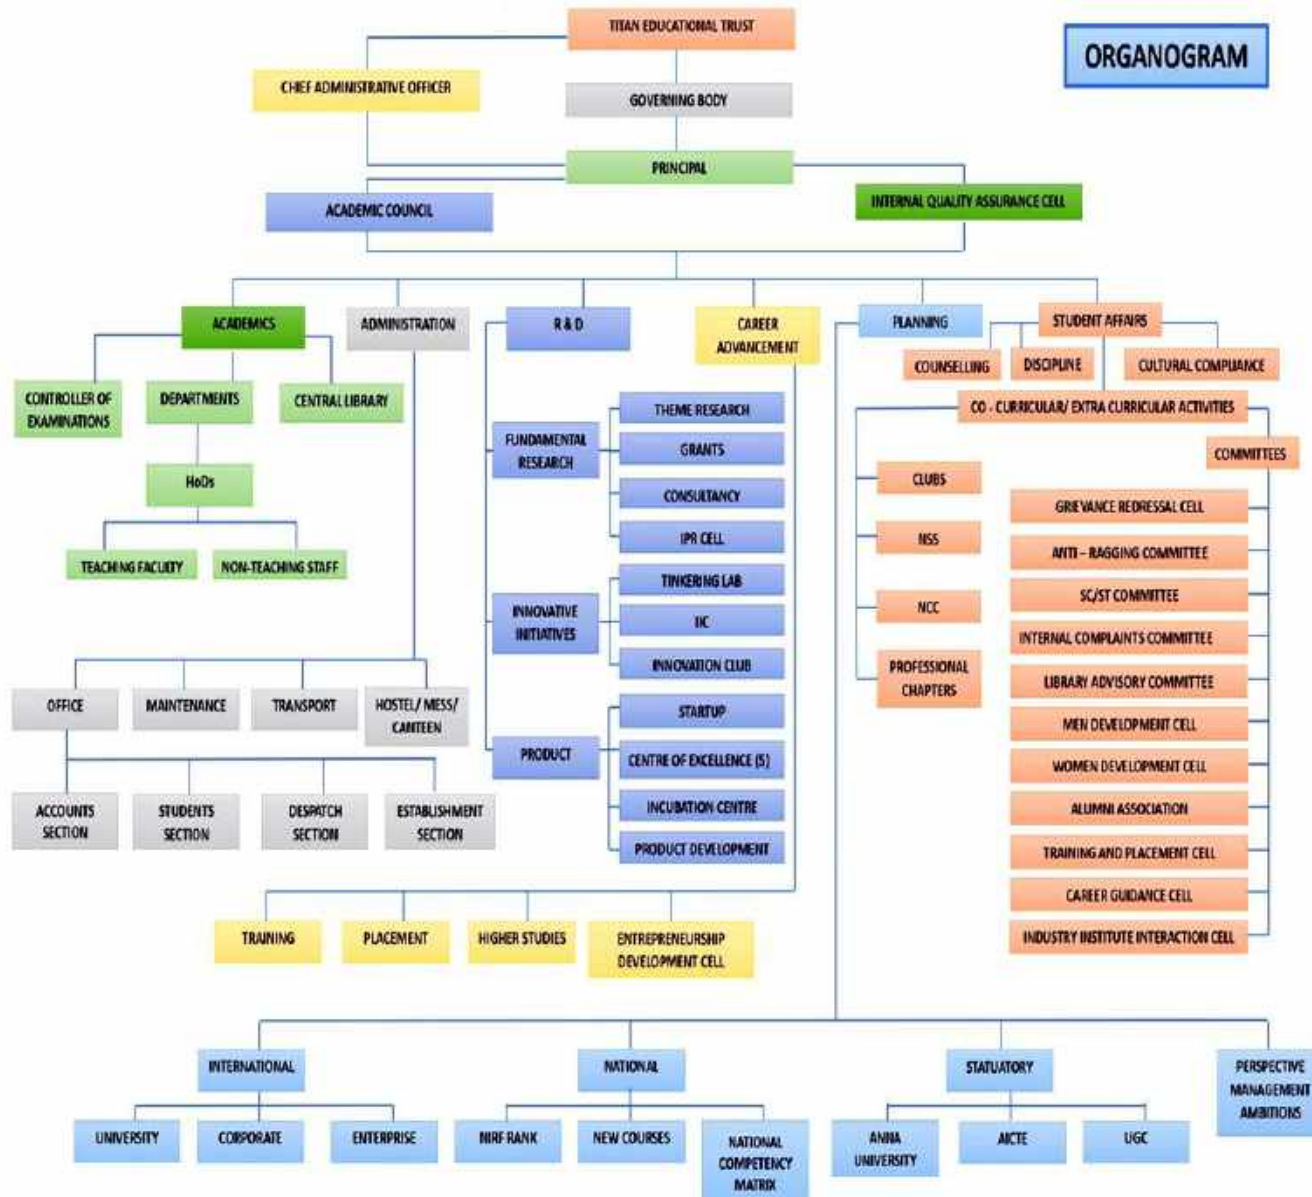 TITAN EDUCATIONAL TRUST
ORGANOGRAM
CHIEF ADMINISTRATIVE OFFICER
GOVERNING BODY
PRINCIPAL
ACADEMIC COUNCIL
INTERNAL QUALITY ASSURANCE CELL
ACADEMICS
ADMINISTRATION
R & D
CAREER
ADVANCEMENT
PLANNING
STUDENT AFFAIRS
COUNSELLING
DISCIPLINE
CULTURAL COMPLIANCE
CONTROLLER OF
EXAMINATIONS
DEPARTMENTS
CENTRAL LIBRARY
HoDs
TEACHING FACULTY
NON-TEACHING STAFF
OFFICE
MAINTENANCE
TRANSPORT
HOSTEL/ MESS/
CANTEEN
ACCOUNTS
SECTION
STUDENTS
SECTION
DESPATCH
SECTION
ESTABLISHMENT
SECTION
FUNDAMENTAL
RESEARCH
THEME RESEARCH
GRANTS
CONSULTANCY
IPR CELL
INNOVATIVE
INITIATIVES
TINKERING LAB
IIC
INNOVATION CLUB
PRODUCT
STARTUP
CENTRE OF EXCELLENCE (5)
INCUBATION CENTRE
PRODUCT DEVELOPMENT
TRAINING
PLACEMENT
HIGHER STUDIES
ENTREPRENEURSHIP
DEVELOPMENT CELL
CO - CURRICULAR/ EXTRA CURRICULAR ACTIVITIES
CLUBS
NSS
NCC
PROFESSIONAL
CHAPTERS
COMMITTEES
GRIEVANCE REDRESSAL CELL
ANTI – RAGGING COMMITTEE
SC/ST COMMITTEE
INTERNAL COMPLAINTS COMMITTEE
LIBRARY ADVISORY COMMITTEE
MEN DEVELOPMENT CELL
WOMEN DEVELOPMENT CELL
ALUMNI ASSOCIATION
TRAINING AND PLACEMENT CELL
CAREER GUIDANCE CELL
INDUSTRY INSTITUTE INTERACTION CELL
INTERNATIONAL
NATIONAL
STATUATORY
PERSPECTIVE
MANAGEMENT
AMBITIONS
UNIVERSITY
CORPORATE
ENTERPRISE
NIRF RANK
NEW COURSES
NATIONAL
COMPETENCY
MATRIX
ANNA
UNIVERSITY
AICTE
UGC